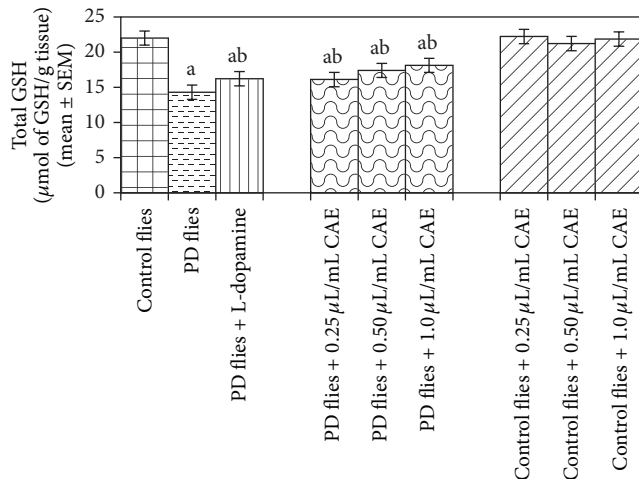 Total GSH
(μmol of GSH/g tissue)
(mean ± SEM)
25
20
15
10
5
0
a
ab
ab
ab
ab
Control flies
PD flies
PD flies + L-dopamine
PD flies + 0.25 μL/mL CAE
PD flies + 0.50 μL/mL CAE
PD flies + 1.0 μL/mL CAE
Control flies + 0.25 μL/mL CAE
Control flies + 0.50 μL/mL CAE
Control flies + 1.0 μL/mL CAE